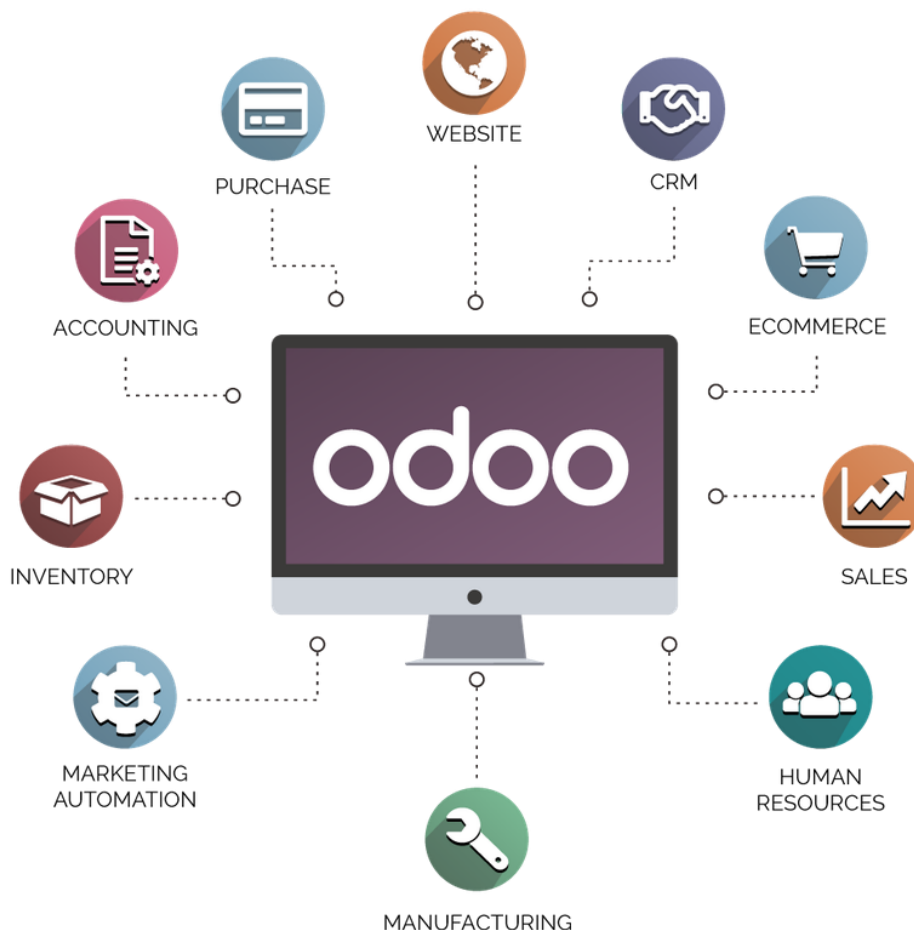 WEBSITE
PURCHASE
CRM
ACCOUNTING
ECOMMERCE
odoo
INVENTORY
SALES
MARKETING
AUTOMATION
HUMAN
RESOURCES
MANUFACTURING